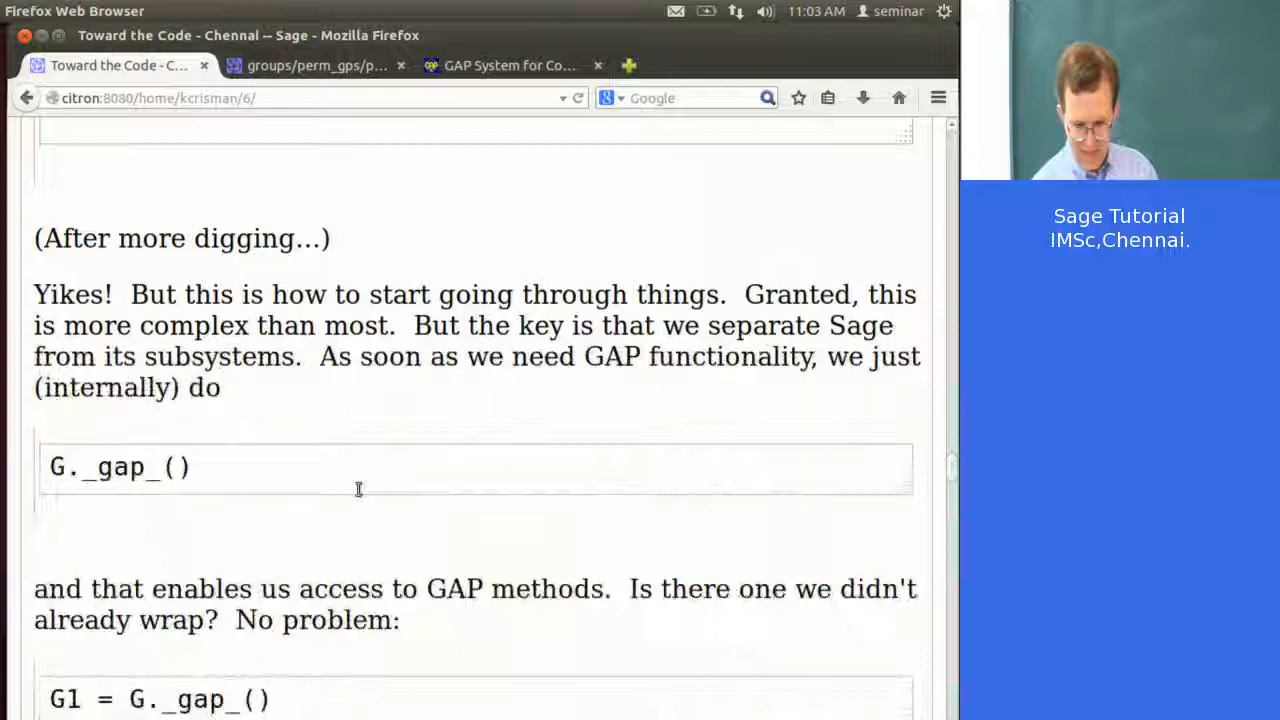 Firefox Web Browser
11:03 AM
seminar
Toward the Code - Chennai -- Sage - Mozilla Firefox
Toward the Code - C...
groups/perm_gps/p...
GAP System for Co...
citron:8080/home/kcrisman/6/
Google
(After more digging...)
Yikes!  But this is how to start going through things.  Granted, this
is more complex than most.  But the key is that we separate Sage
from its subsystems.  As soon as we need GAP functionality, we just
(internally) do
G._gap_()
and that enables us access to GAP methods.  Is there one we didn't
already wrap?  No problem:
G1 = G._gap_()
Sage Tutorial
IMSc,Chennai.